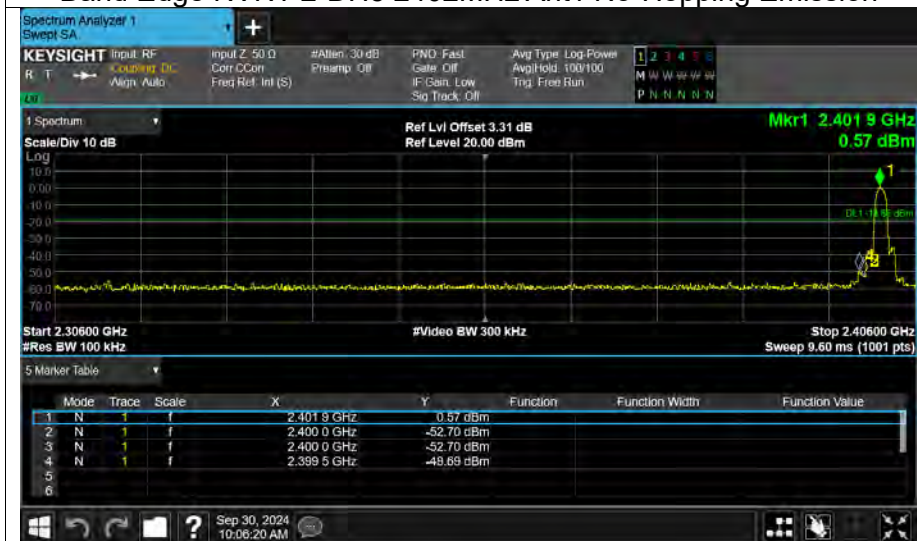 Spectrum Analyzer 1
Swept SA
+
KEYSIGHT Input: RF Input Z: 50 Ω #Atten: 30 dB PNO: Fast Avg Type: Log-Power 1 2 3 4 5 6
R T Coupling: DC Corr CCorr Preamp: Off Gate: Off Avg|Hold: 100/100 M W W W W W
Align: Auto Freq Ref: Int (S) IF Gain: Low Trig: Free Run
Sig Track: Off P N N N N N
1 Spectrum Ref Lvl Offset 3.31 dB Mkr1 2.401 9 GHz
Scale/Div 10 dB Ref Level 20.00 dBm 0.57 dBm
Log
10.0
0.00
-10.0
-20.0
-30.0
-40.0
-50.0
-60.0
-70.0
1
Start 2.30600 GHz #Video BW 300 kHz Stop 2.40600 GHz
#Res BW 100 kHz Sweep 9.60 ms (1001 pts)
5 Marker Table
Mode Trace Scale X Y Function Function Width Function Value
1 N 1 f 2.401 9 GHz 0.57 dBm
2 N 1 f 2.400 0 GHz -52.70 dBm
3 N 1 f 2.400 0 GHz -52.70 dBm
4 N 1 f 2.399 5 GHz -48.69 dBm
5
6
? Sep 30, 2024
10:06:20 AM